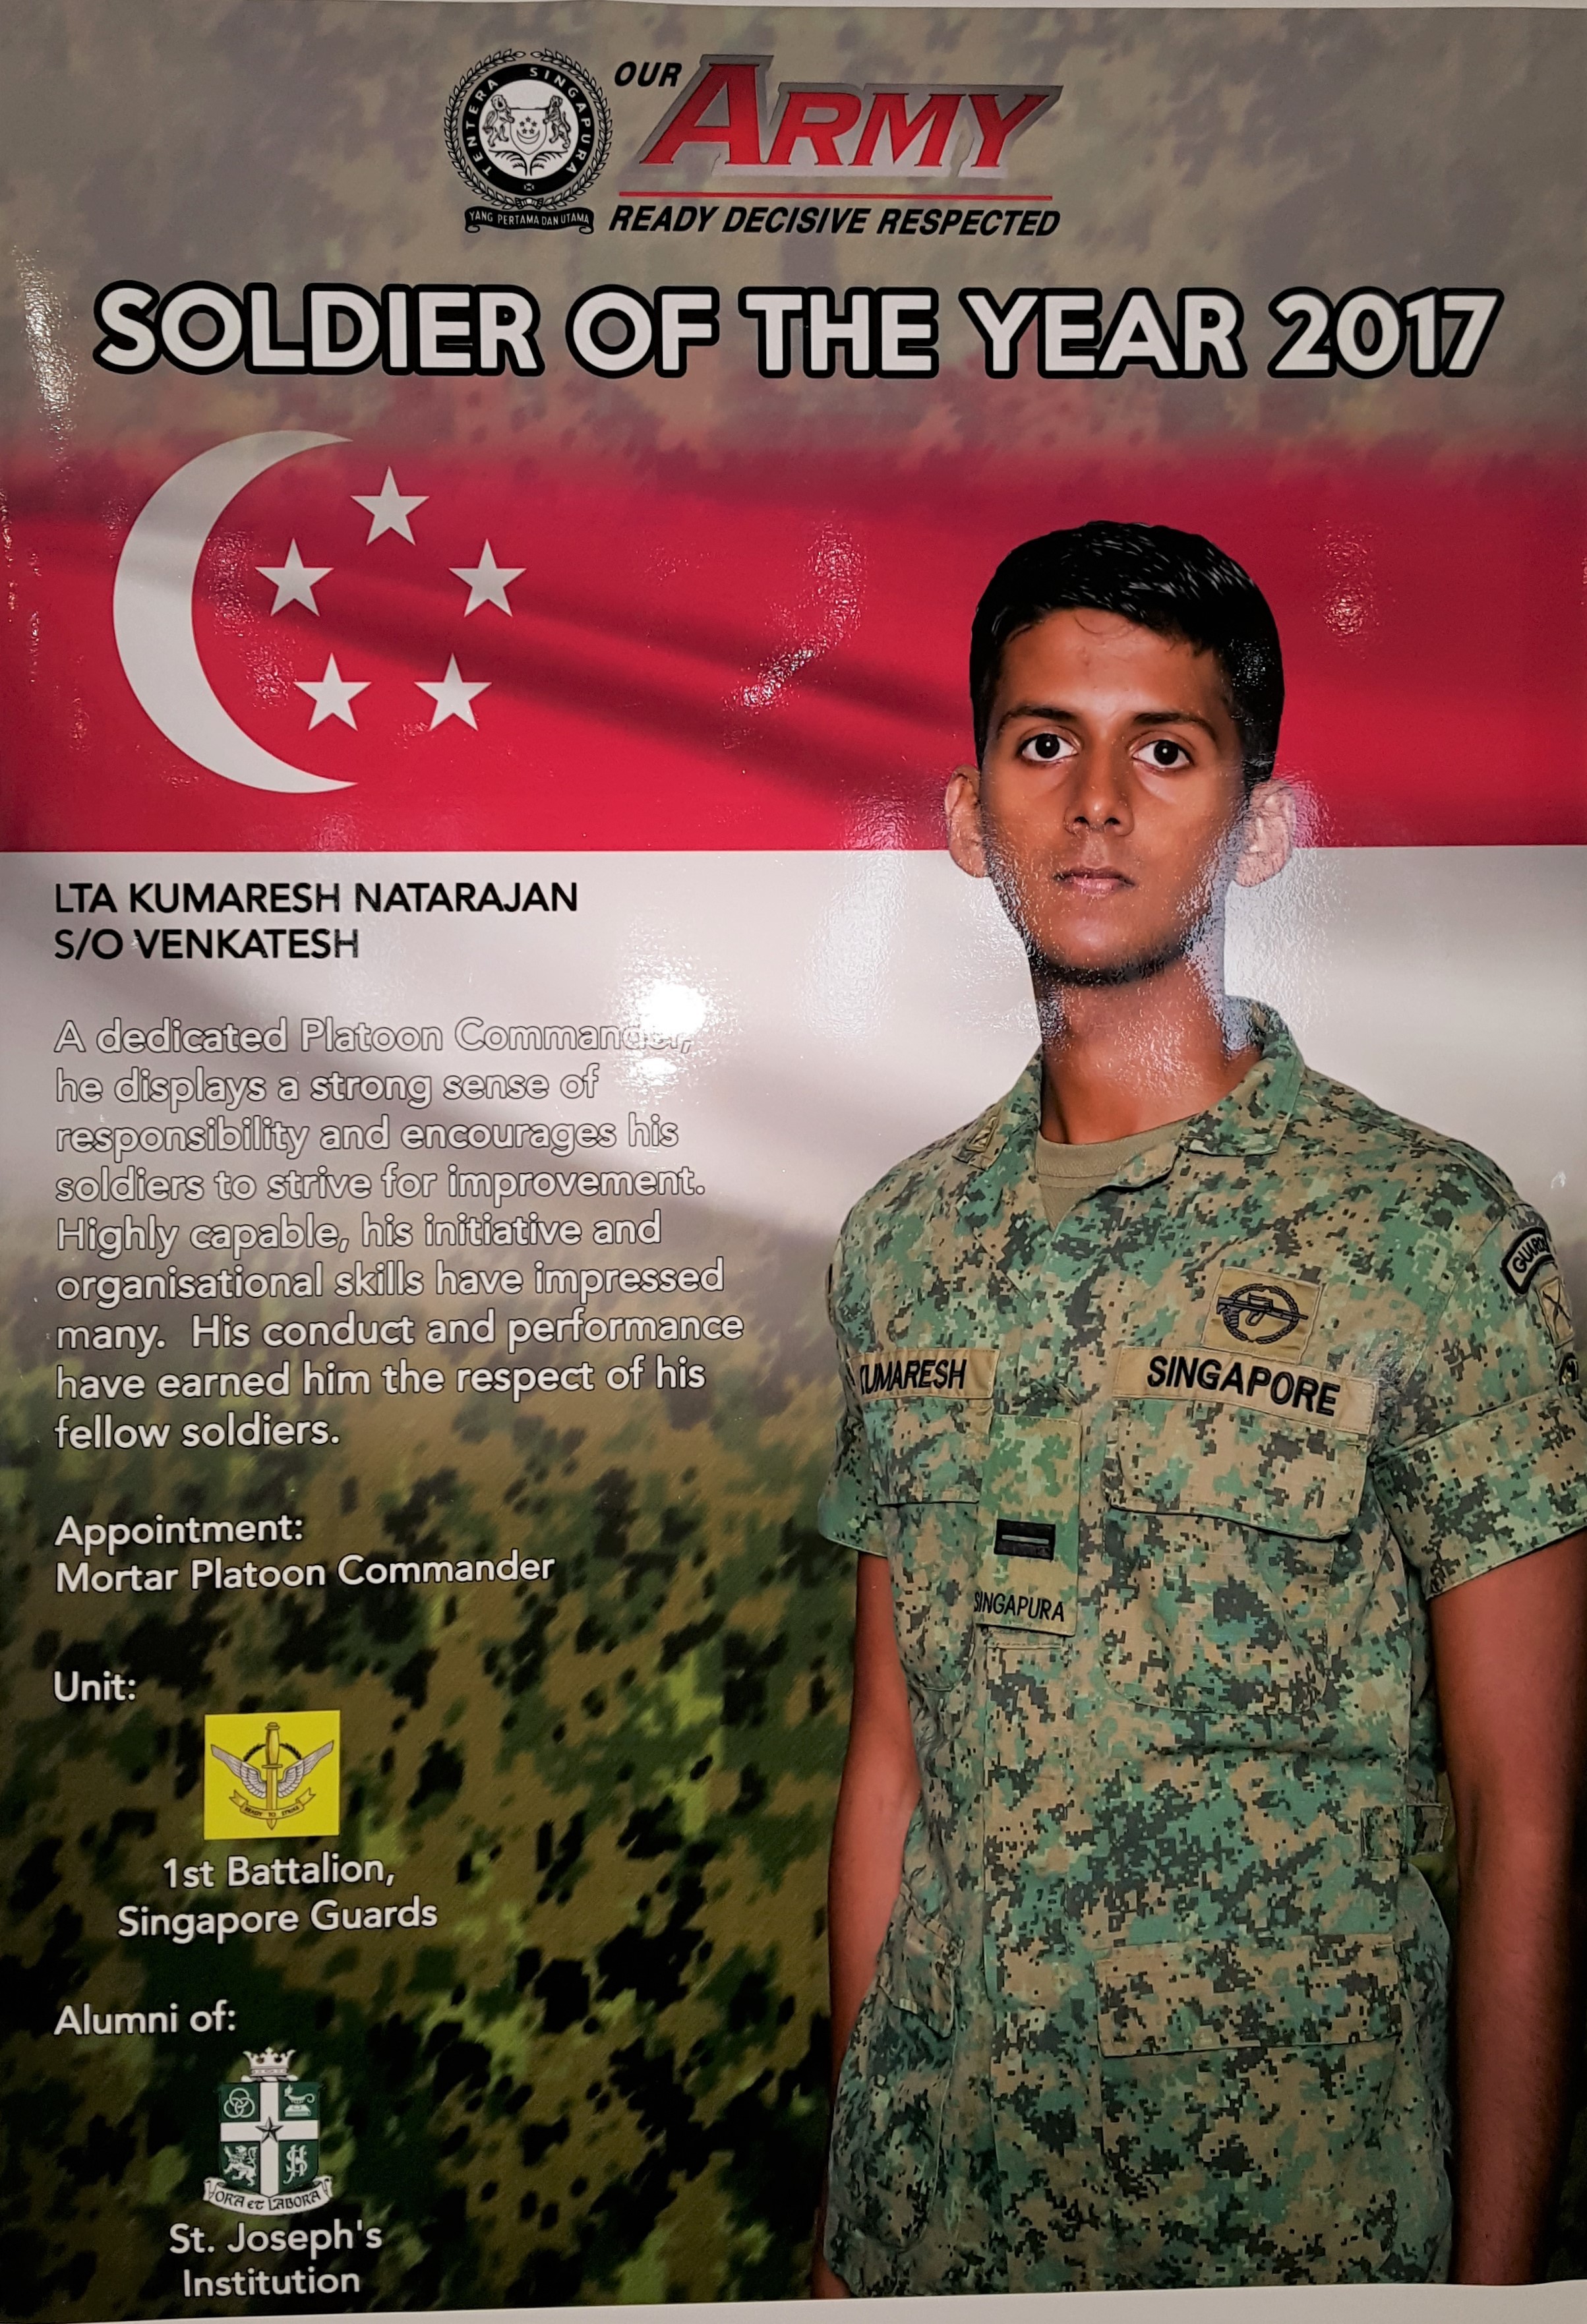 TENTERA SINGAPURA
YANG PERTAMA DAN UTAMA
OUR ARMY
READY DECISIVE RESPECTED
SOLDIER OF THE YEAR 2017
LTA KUMARESH NATARAJAN
S/O VENKATESH
A dedicated Platoon Commander,
he displays a strong sense of
responsibility and encourages his
soldiers to strive for improvement.
Highly capable, his initiative and
organisational skills have impressed
many. His conduct and performance
have earned him the respect of his
fellow soldiers.
Appointment:
Mortar Platoon Commander
Unit:
READY TO STRIKE
1st Battalion,
Singapore Guards
Alumni of:
ORA ET LABORA
St. Joseph's
Institution
KUMARESH
SINGAPORE
SINGAPURA
GUARDS